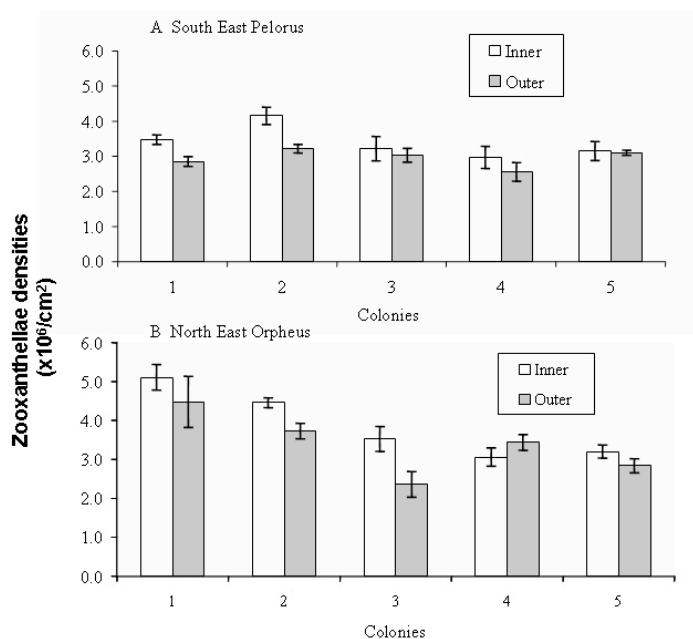 A South East Pelorus
Inner
Outer
6.0
5.0
4.0
3.0
2.0
1.0
0.0
1 2 3 4 5
Colonies
Zooxanthellae densities
(x10⁶/cm²)
B North East Orpheus
Inner
Outer
6.0
5.0
4.0
3.0
2.0
1.0
0.0
1 2 3 4 5
Colonies